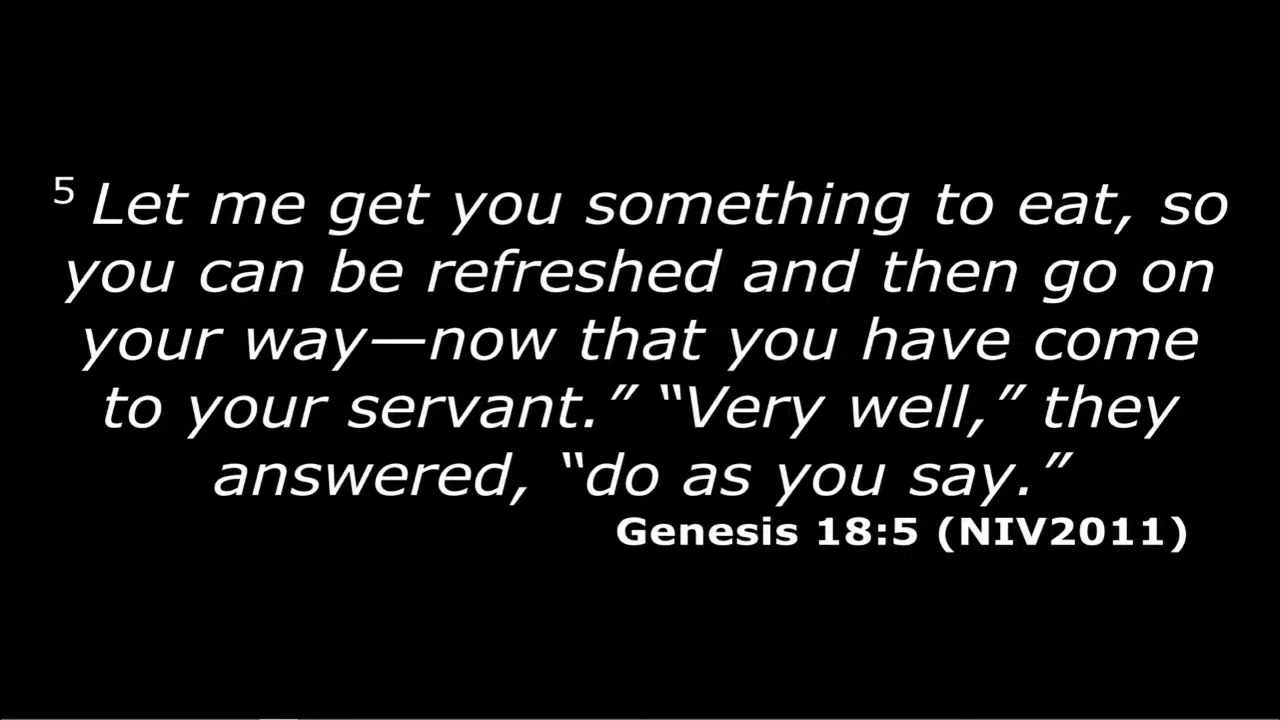 5 Let me get you something to eat, so
you can be refreshed and then go on
your way—now that you have come
to your servant.” “Very well,” they
answered, “do as you say.”
Genesis 18:5 (NIV2011)